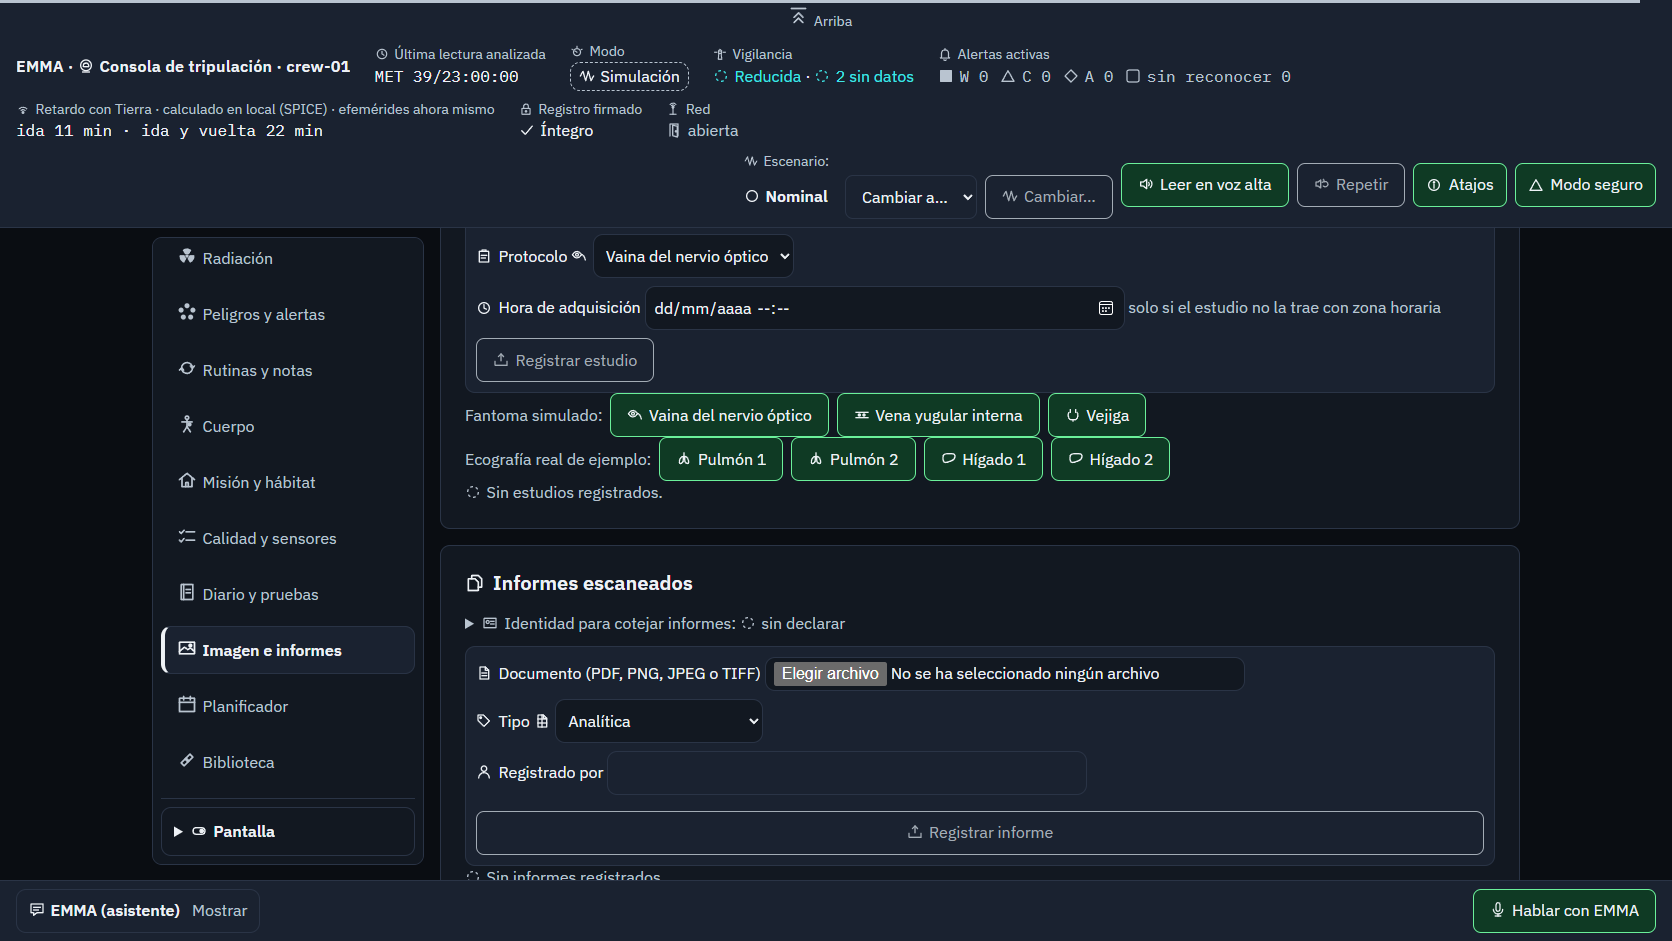 Arriba
EMMA · Consola de tripulación · crew-01
Última lectura analizada
MET 39/23:00:00
Modo
Simulación
Vigilancia
Reducida · 2 sin datos
Alertas activas
W 0 C 0 A 0 sin reconocer 0
Retardo con Tierra · calculado en local (SPICE) · efemérides ahora mismo
ida 11 min · ida y vuelta 22 min
Registro firmado
Íntegro
Red
abierta
Escenario:
Nominal
Cambiar a...
Cambiar...
Leer en voz alta
Repetir
Atajos
Modo seguro
Radiación
Peligros y alertas
Rutinas y notas
Cuerpo
Misión y hábitat
Calidad y sensores
Diario y pruebas
Imagen e informes
Planificador
Biblioteca
Pantalla
Protocolo Vaina del nervio óptico
Hora de adquisición dd/mm/aaaa --:-- solo si el estudio no la trae con zona horaria
Registrar estudio
Fantoma simulado: Vaina del nervio óptico Vena yugular interna Vejiga
Ecografía real de ejemplo: Pulmón 1 Pulmón 2 Hígado 1 Hígado 2
Sin estudios registrados.
Informes escaneados
Identidad para cotejar informes: sin declarar
Documento (PDF, PNG, JPEG o TIFF) Elegir archivo No se ha seleccionado ningún archivo
Tipo Analítica
Registrado por
Registrar informe
Sin informes registrados
EMMA (asistente) Mostrar
Hablar con EMMA